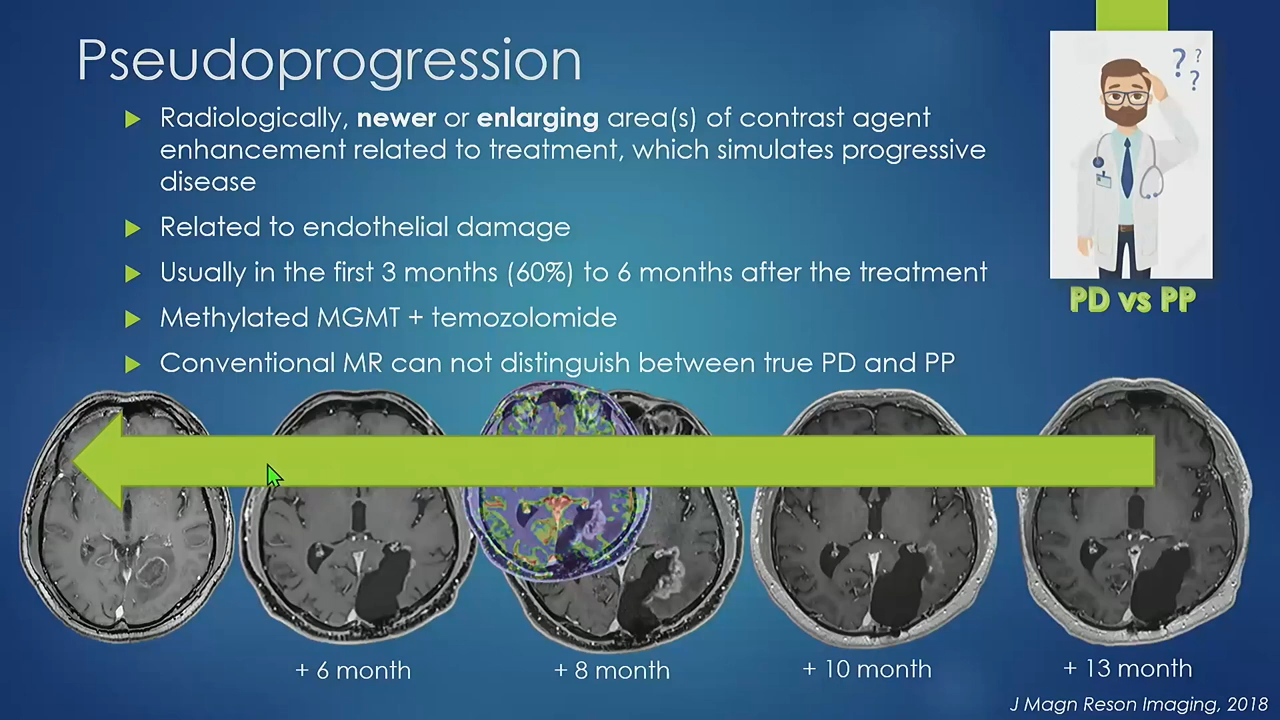 Pseudoprogression
Radiologically, newer or enlarging area(s) of contrast agent
enhancement related to treatment, which simulates progressive
disease
Related to endothelial damage
Usually in the first 3 months (60%) to 6 months after the treatment
Methylated MGMT + temozolomide
Conventional MR can not distinguish between true PD and PP
? ?
?
PD vs PP
+ 6 month
+ 8 month
+ 10 month
+ 13 month
J Magn Reson Imaging, 2018